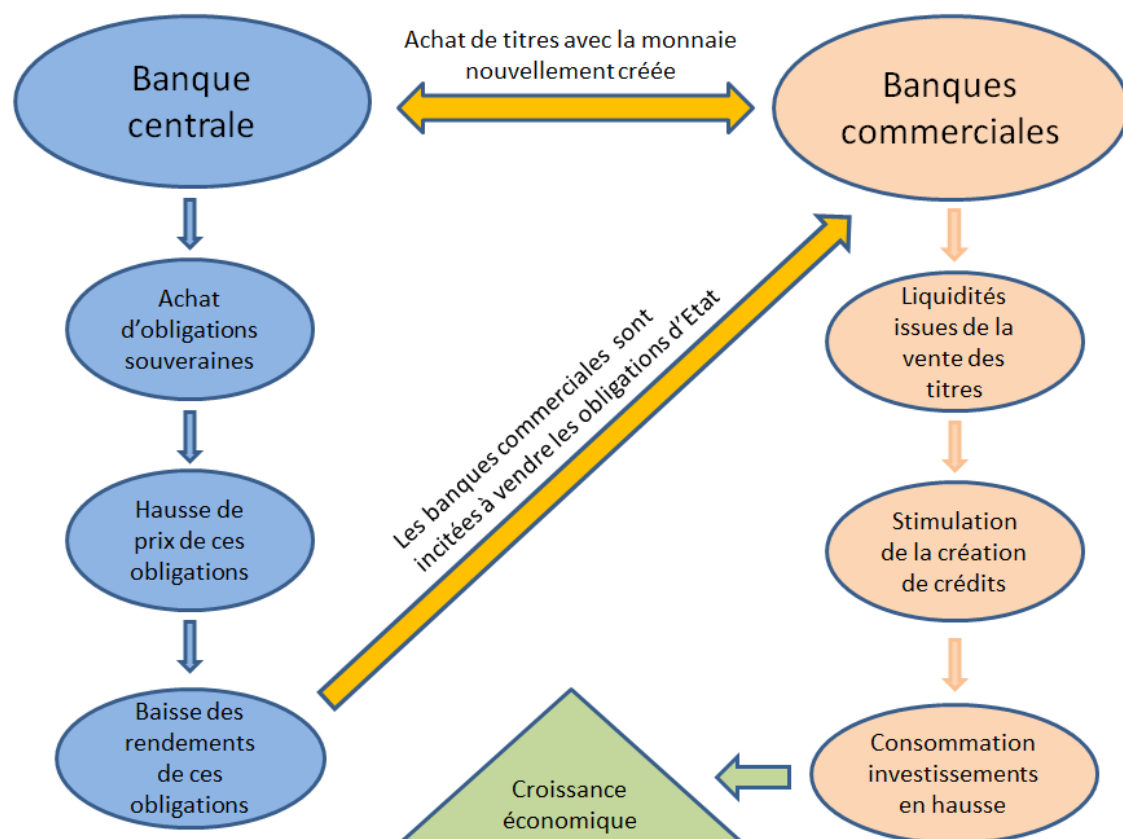 Achat de titres avec la monnaie
nouvellement créée
Banque
centrale
Banques
commerciales
Achat
d'obligations
souveraines
Liquidités
issues de la
vente des
titres
Les banques commerciales sont
incitées à vendre les obligations d'Etat
Hausse de
prix de ces
obligations
Stimulation
de la création
de crédits
Baisse des
rendements
de ces
obligations
Consommation
investissements
en hausse
Croissance
économique